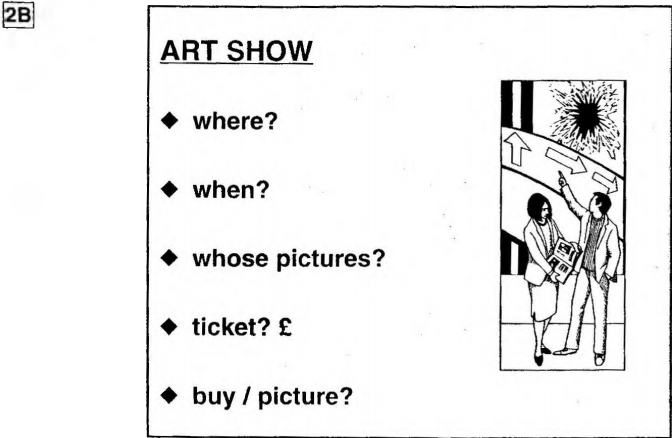 2B
ART SHOW
◆ where?
◆ when?
◆ whose pictures?
◆ ticket? £
◆ buy / picture?